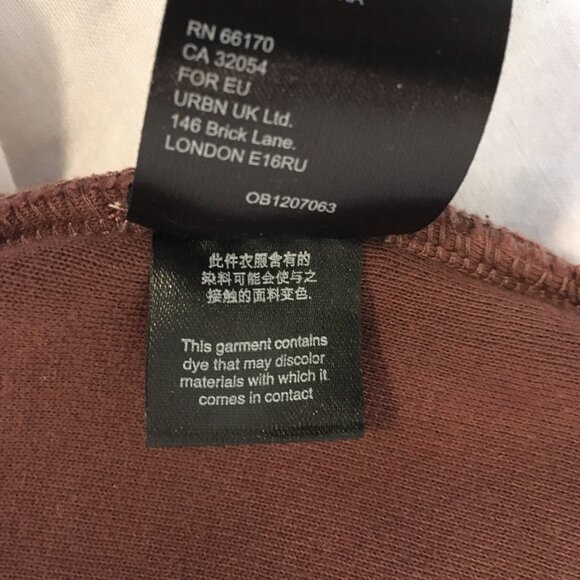 RN 66170
CA 32054
FOR EU
URBN UK Ltd.
146 Brick Lane.
LONDON E16RU
OB1207063
此件衣服含有的
染料可能会使与之
接触的面料变色.
This garment contains
dye that may discolor
materials with which it
comes in contact